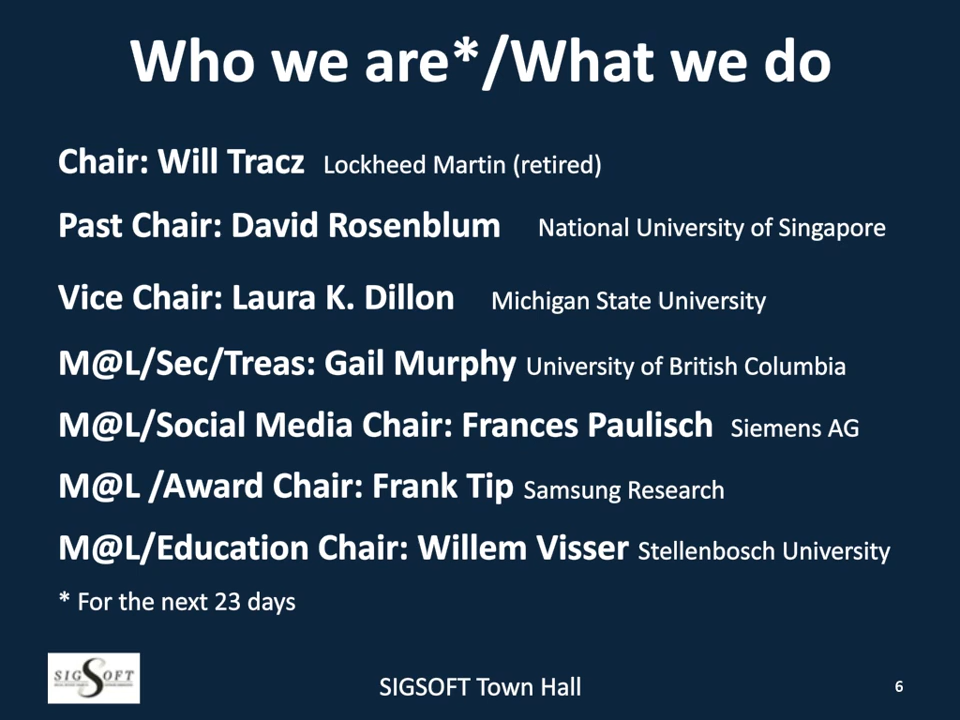 Who we are*/What we do
Chair: Will Tracz Lockheed Martin (retired)
Past Chair: David Rosenblum National University of Singapore
Vice Chair: Laura K. Dillon Michigan State University
M@L/Sec/Treas: Gail Murphy University of British Columbia
M@L/Social Media Chair: Frances Paulisch Siemens AG
M@L /Award Chair: Frank Tip Samsung Research
M@L/Education Chair: Willem Visser Stellenbosch University
* For the next 23 days
SIGSOFT
SIGSOFT Town Hall
6